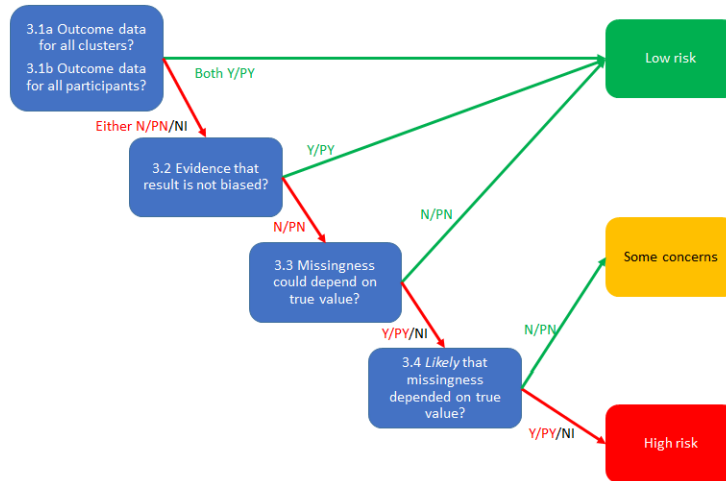 3.1a Outcome data
for all clusters?
3.1b Outcome data
for all participants?
Both Y/PY
Low risk
Either N/PN/NI
3.2 Evidence that
result is not biased?
Y/PY
N/PN
N/PN
3.3 Missingness
could depend on
true value?
Some concerns
Y/PY/NI
N/PN
3.4 Likely that
missingness
depended on true
value?
Y/PY/NI
High risk